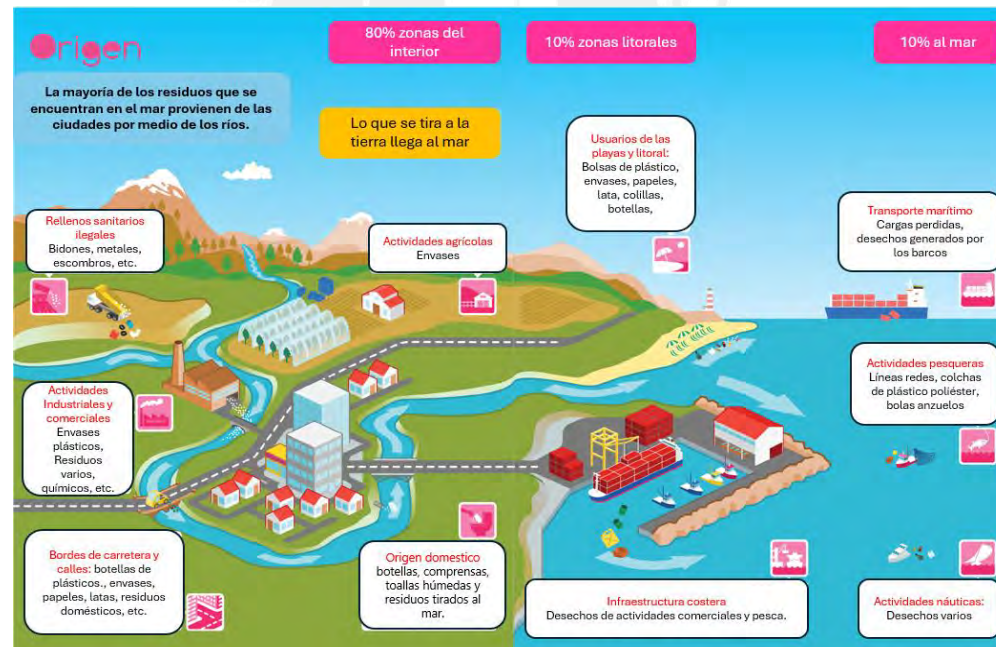 Origen
80% zonas del
interior
10% zonas litorales
10% al mar
La mayoría de los residuos que se
encuentran en el mar provienen de las
ciudades por medio de los ríos.
Lo que se tira a la
tierra llega al mar
Usuarios de las
playas y litoral:
Bolsas de plástico,
envases, papeles,
lata, colillas,
botellas,
Rellenos sanitarios
ilegales
Bidones, metales,
escombros, etc.
Actividades agrícolas
Envases
Transporte marítimo
Cargas perdidas,
desechos generados por
los barcos
Actividades
Industriales y
comerciales
Envases
plásticos,
Residuos
varios,
químicos, etc.
Actividades pesqueras
Líneas redes, colchas
de plástico poliéster,
bolas anzuelos
Bordes de carretera y
calles: botellas de
plásticos., envases,
papeles, latas, residuos
domésticos, etc.
Origen domestico
botellas, comprensas,
toallas húmedas y
residuos tirados al
mar.
Infraestructura costera
Desechos de actividades comerciales y pesca.
Actividades náuticas:
Desechos varios